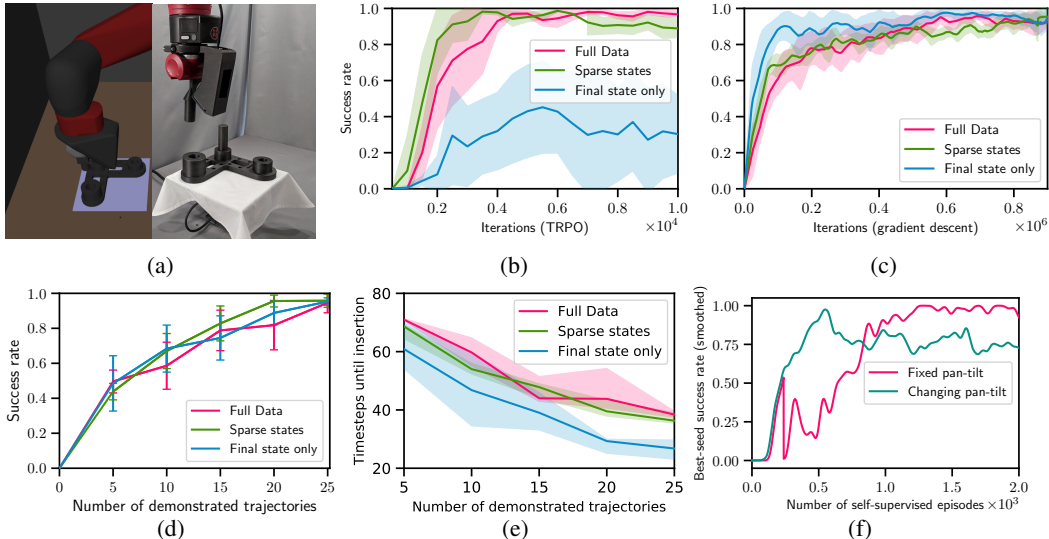 (a)
Success rate
1.0
0.8
0.6
0.4
0.2
0.0
Full Data
Sparse states
Final state only
0.2 0.4 0.6 0.8 1.0
Iterations (TRPO) ×10⁴
(b)
1.0
0.8
0.6
0.4
0.2
0.0
Full Data
Sparse states
Final state only
0.0 0.2 0.4 0.6 0.8
Iterations (gradient descent) ×10⁶
(c)
Success rate
1.0
0.8
0.6
0.4
0.2
0.0
Full Data
Sparse states
Final state only
0 5 10 15 20 25
Number of demonstrated trajectories
(d)
Timesteps until insertion
80
60
40
20
Full Data
Sparse states
Final state only
5 10 15 20 25
Number of demonstrated trajectories
(e)
Best-seed success rate (smoothed)
1.00
0.75
0.50
0.25
0.00
Fixed pan-tilt
Changing pan-tilt
0.0 0.5 1.0 1.5 2.0
Number of self-supervised episodes ×10³
(f)